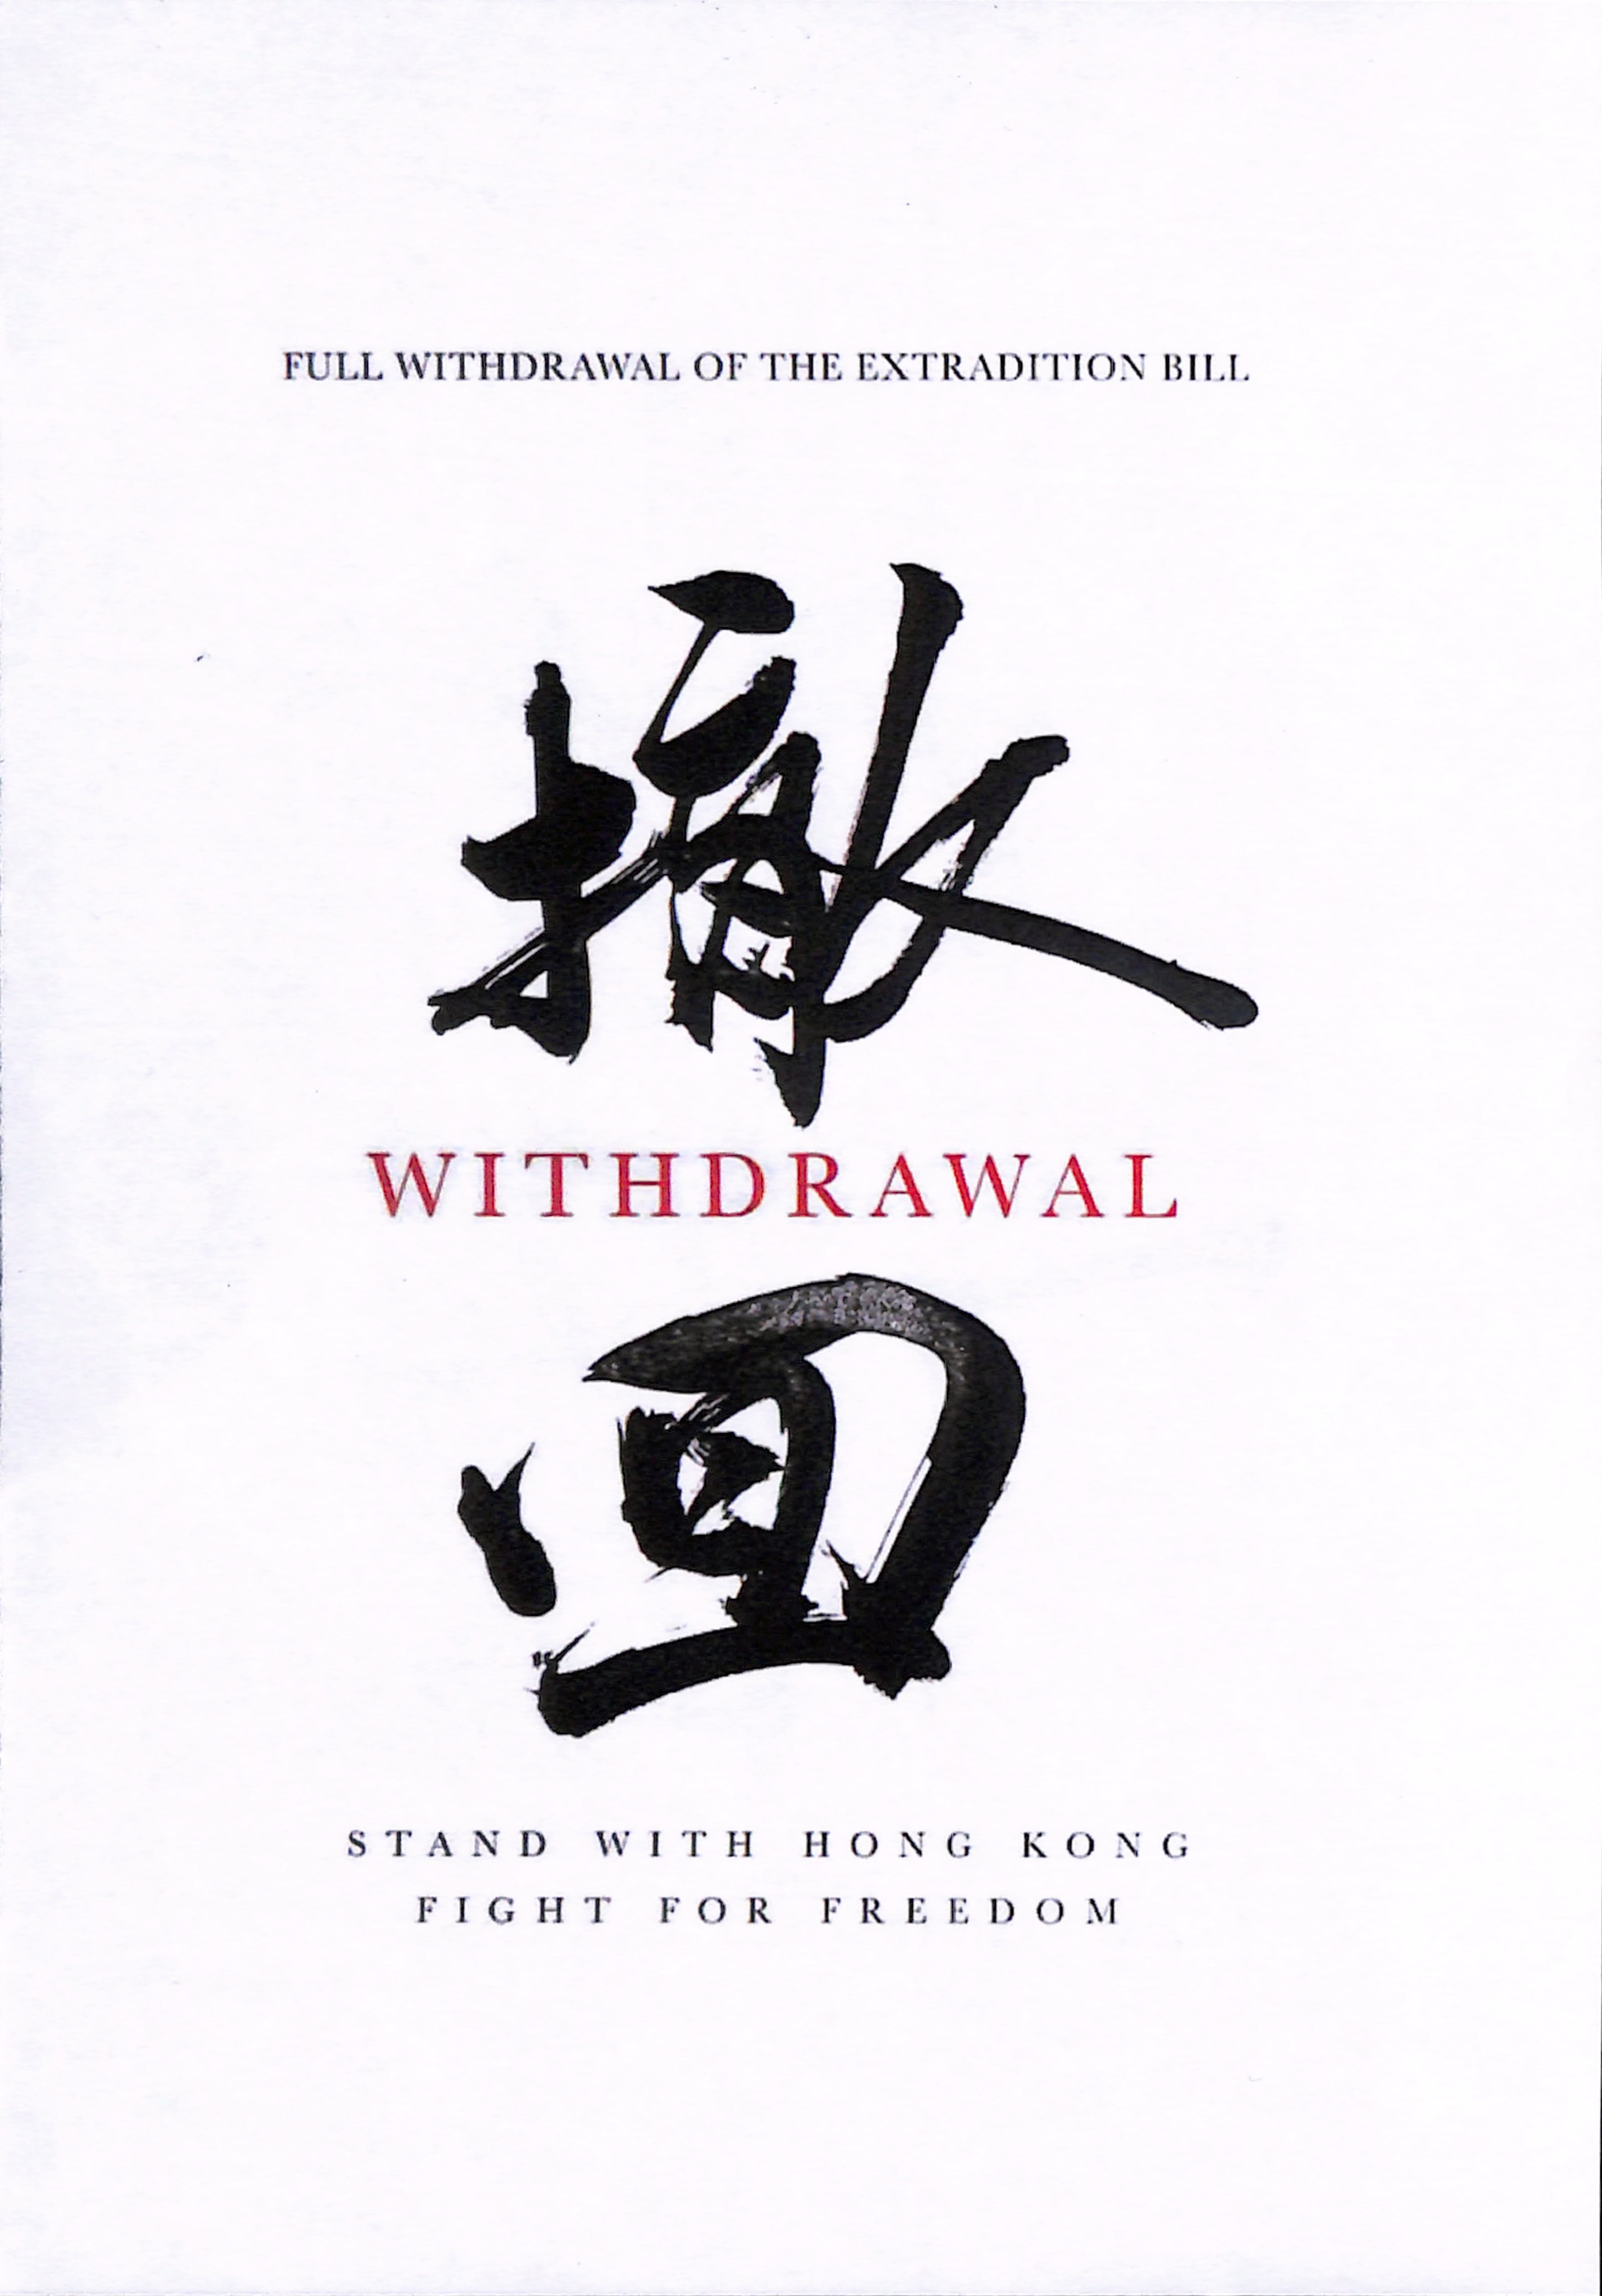 FULL WITHDRAWAL OF THE EXTRADITION BILL
撤
WITHDRAWAL
回
STAND WITH HONG KONG
FIGHT FOR FREEDOM